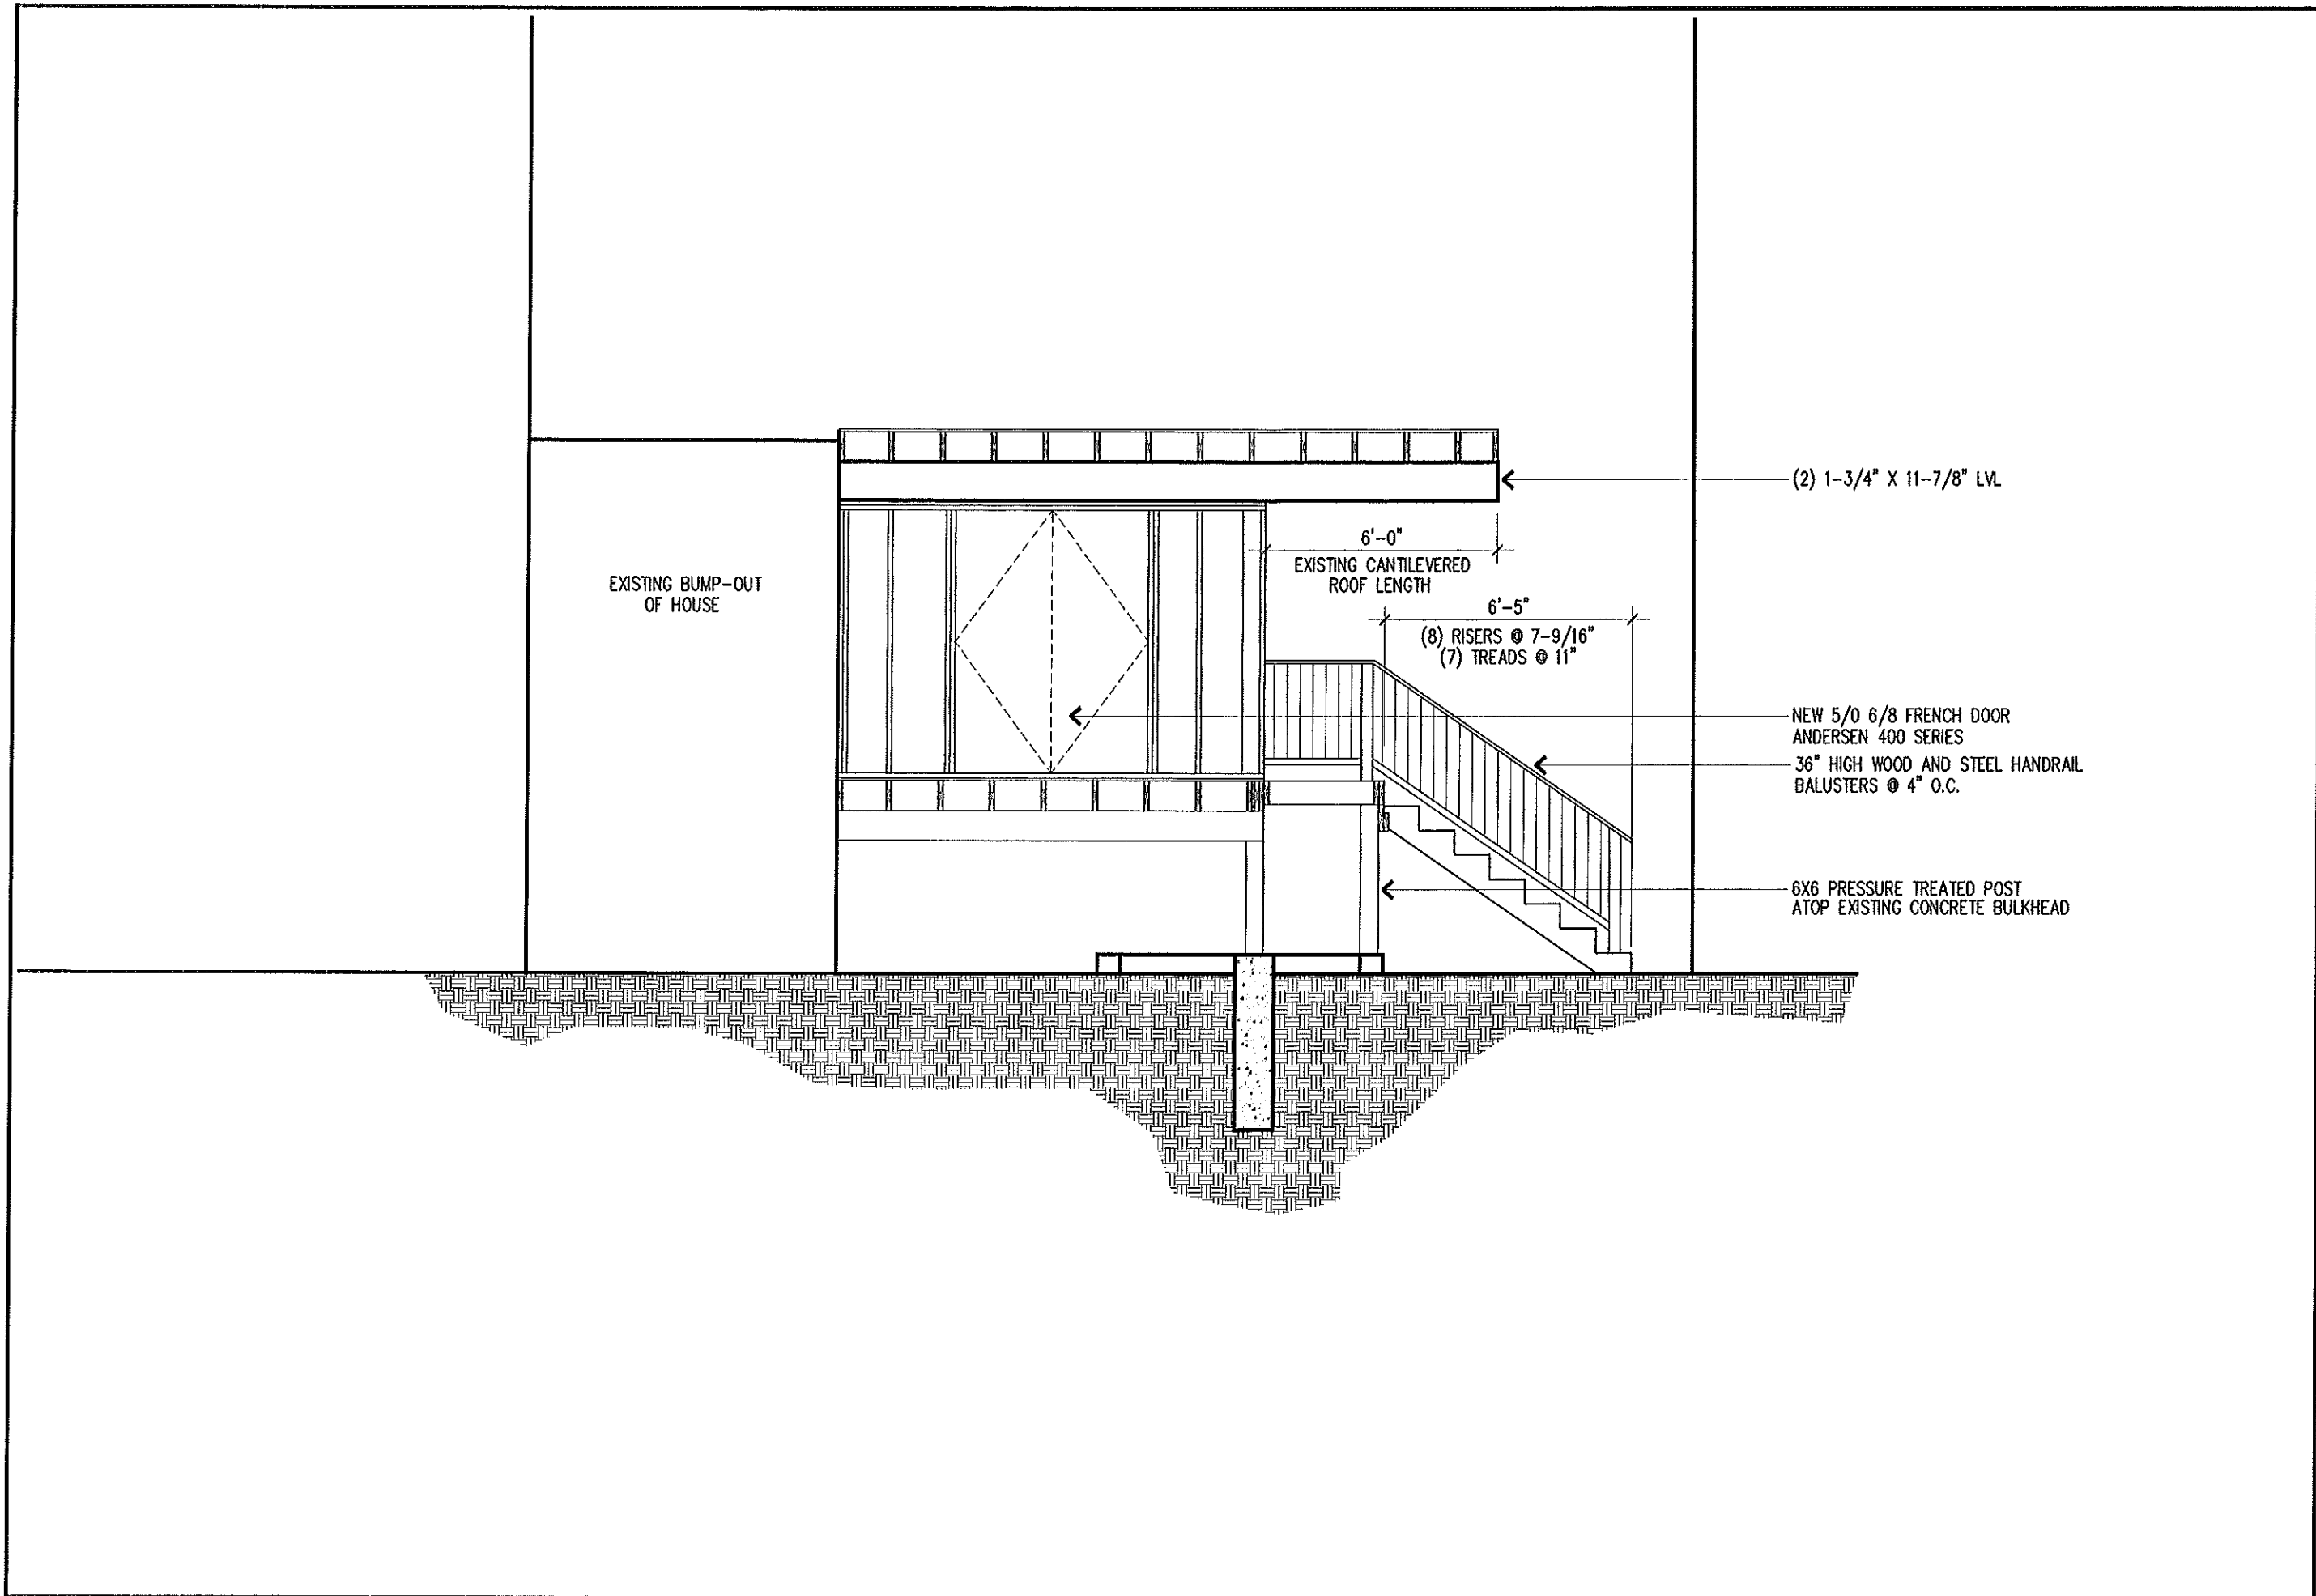 (2) 1-3/4" X 11-7/8" LVL
6'-0"
EXISTING CANTILEVERED
ROOF LENGTH
EXISTING BUMP-OUT
OF HOUSE
6'-5"
(8) RISERS @ 7-9/16"
(7) TREADS @ 11"
NEW 5/0 6/8 FRENCH DOOR
ANDERSEN 400 SERIES
36" HIGH WOOD AND STEEL HANDRAIL
BALUSTERS @ 4" O.C.
6X6 PRESSURE TREATED POST
ATOP EXISTING CONCRETE BULKHEAD